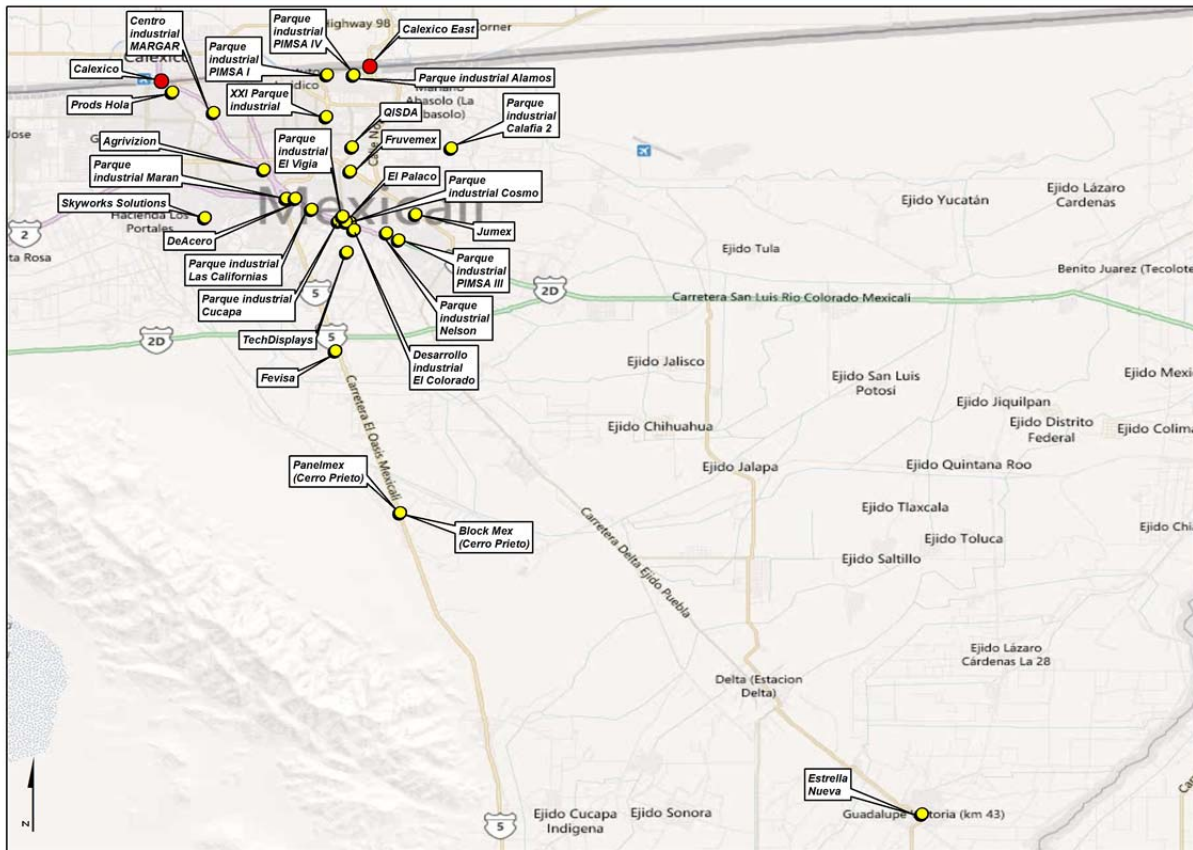 Centro
industrial
MARGAR
Parque
industrial
PIMSA IV
Highway 98
Calexico East
Calexico
Calexico
Parque
industrial
PIMSA I
Parque industrial Alamos
Prods Hola
XXI Parque
industrial
Mariano
Abasolo (La
Abasolo)
QISDA
Parque
industrial
Calafia 2
Agrivizion
Parque
industrial
El Vigia
Calle No
Fruvemex
El Palaco
Parque
industrial Maran
Parque
industrial Cosmo
Ejido Lázaro
Cardenas
Ejido Yucatán
Skyworks Solutions
Hacienda Los
Portales
Mexicali
Jumex
2
ta Rosa
DeAcero
Ejido Tula
Parque
industrial
Las Californias
Parque
industrial
PIMSA III
Benito Juarez (Tecolote
5
2D
Carretera San Luis Rio Colorado Mexicali
Parque industrial
Cucapa
Parque
industrial
Nelson
2D
TechDisplays
5
Desarrollo
industrial
El Colorado
Ejido Jalisco
Fevisa
Ejido San Luis
Potosi
Ejido Mexic
Carretera El Oasis Mexicali
Ejido Jiquilpan
Ejido Chihuahua
Ejido Distrito
Federal
Ejido Colima
Panelmex
(Cerro Prieto)
Ejido Jalapa
Ejido Quintana Roo
Ejido Tlaxcala
Block Mex
(Cerro Prieto)
Carretera Delta Ejido Puebla
Ejido Toluca
Ejido Chia
Ejido Saltillo
Ejido Lázaro
Cárdenas La 28
Delta (Estacion
Delta)
Estrella
Nueva
Z
5
Ejido Cucapa
Indigena
Ejido Sonora
Guadalupe Victoria (km 43)